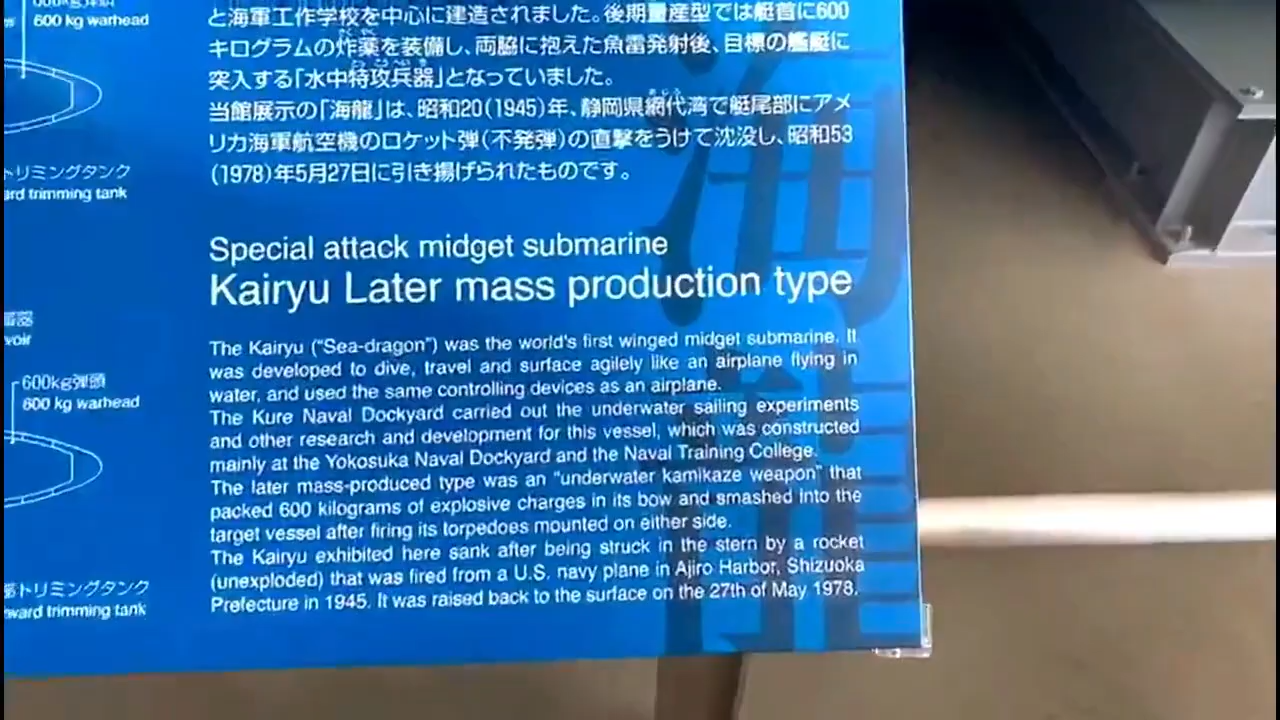 600 kg warhead
トリミングタンク
trimming tank
600kg弾頭
600 kg warhead
トリミングタンク
trimming tank
と海軍工作学校を中心に建造されました。後期量産型では艇首に600
キログラムの炸薬を装備し、両脇に抱えた魚雷発射後、目標の艦艇に
突入する「水中特攻兵器」となっていました。
当館展示の「海龍」は、昭和20(1945)年、静岡県網代湾で艇尾部にアメ
リカ海軍航空機のロケット弾(不発弾)の直撃をうけて沈没し、昭和53
(1978)年5月27日に引き揚げられたものです。
Special attack midget submarine
Kairyu Later mass production type
The Kairyu (“Sea-dragon”) was the world's first winged midget submarine. It
was developed to dive, travel and surface agilely like an airplane flying in
water, and used the same controlling devices as an airplane.
The Kure Naval Dockyard carried out the underwater sailing experiments
and other research and development for this vessel, which was constructed
mainly at the Yokosuka Naval Dockyard and the Naval Training College.
The later mass-produced type was an “underwater kamikaze weapon” that
packed 600 kilograms of explosive charges in its bow and smashed into the
target vessel after firing its torpedoes mounted on either side.
The Kairyu exhibited here sank after being struck in the stern by a rocket
(unexploded) that was fired from a U.S. navy plane in Ajiro Harbor, Shizuoka
Prefecture in 1945. It was raised back to the surface on the 27th of May 1978.